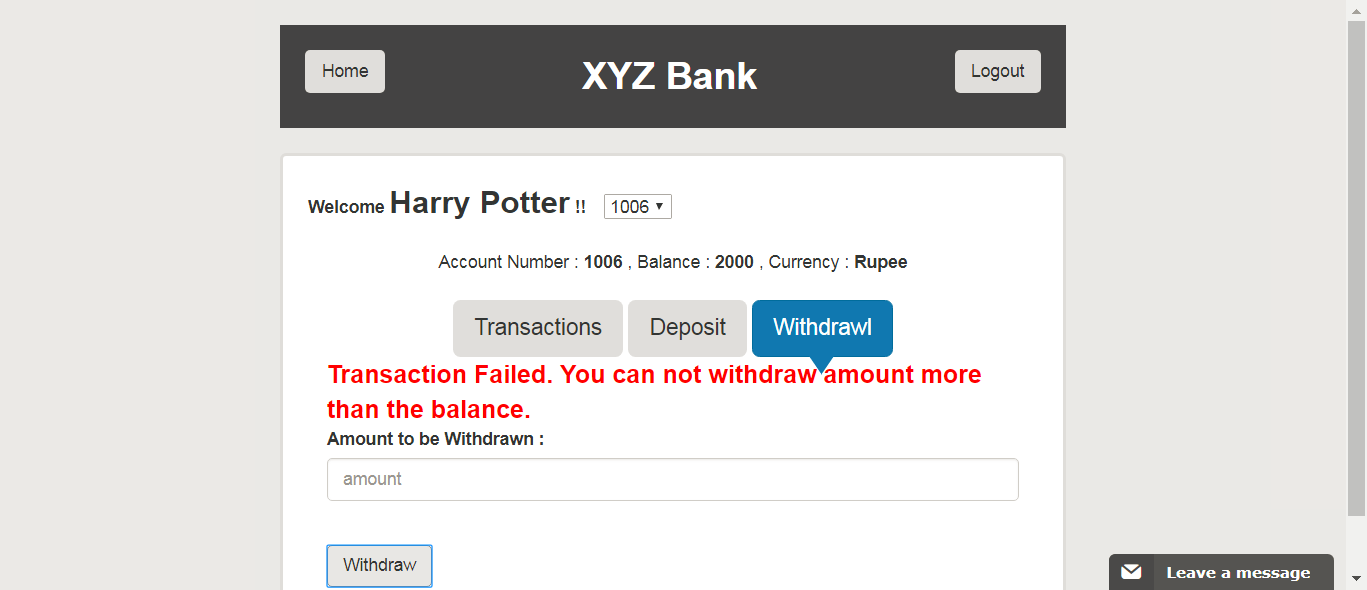 Home
XYZ Bank
Logout
Welcome Harry Potter !! 1006
Account Number : 1006 , Balance : 2000 , Currency : Rupee
Transactions
Deposit
Withdrawl
Transaction Failed. You can not withdraw amount more
than the balance.
Amount to be Withdrawn :
amount
Withdraw
Leave a message